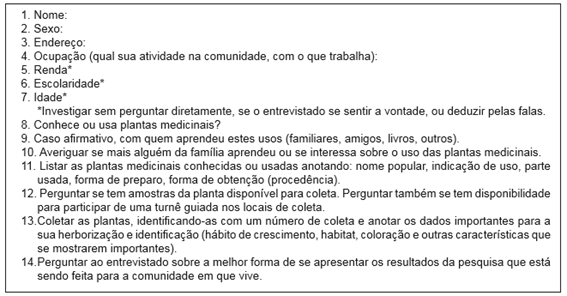 1. Nome:
2. Sexo:
3. Endereço:
4. Ocupação (qual sua atividade na comunidade, com o que trabalha):
5. Renda*
6. Escolaridade*
7. Idade*
*Investigar sem perguntar diretamente, se o entrevistado se sentir a vontade, ou deduzir pelas falas.
8. Conhece ou usa plantas medicinais?
9. Caso afirmativo, com quem aprendeu estes usos (familiares, amigos, livros, outros).
10. Averiguar se mais alguém da família aprendeu ou se interessa sobre o uso das plantas medicinais.
11. Listar as plantas medicinais conhecidas ou usadas anotando: nome popular, indicação de uso, parte
usada, forma de preparo, forma de obtenção (procedência).
12. Perguntar se tem amostras da planta disponível para coleta. Perguntar também se tem disponibilidade
para participar de uma turnê guiada nos locais de coleta.
13.Coletar as plantas, identificando-as com um número de coleta e anotar os dados importantes para a
sua herborização e identificação (hábito de crescimento, habitat, coloração e outras características que
se mostrarem importantes).
14.Perguntar ao entrevistado sobre a melhor forma de se apresentar os resultados da pesquisa que está
sendo feita para a comunidade em que vive.